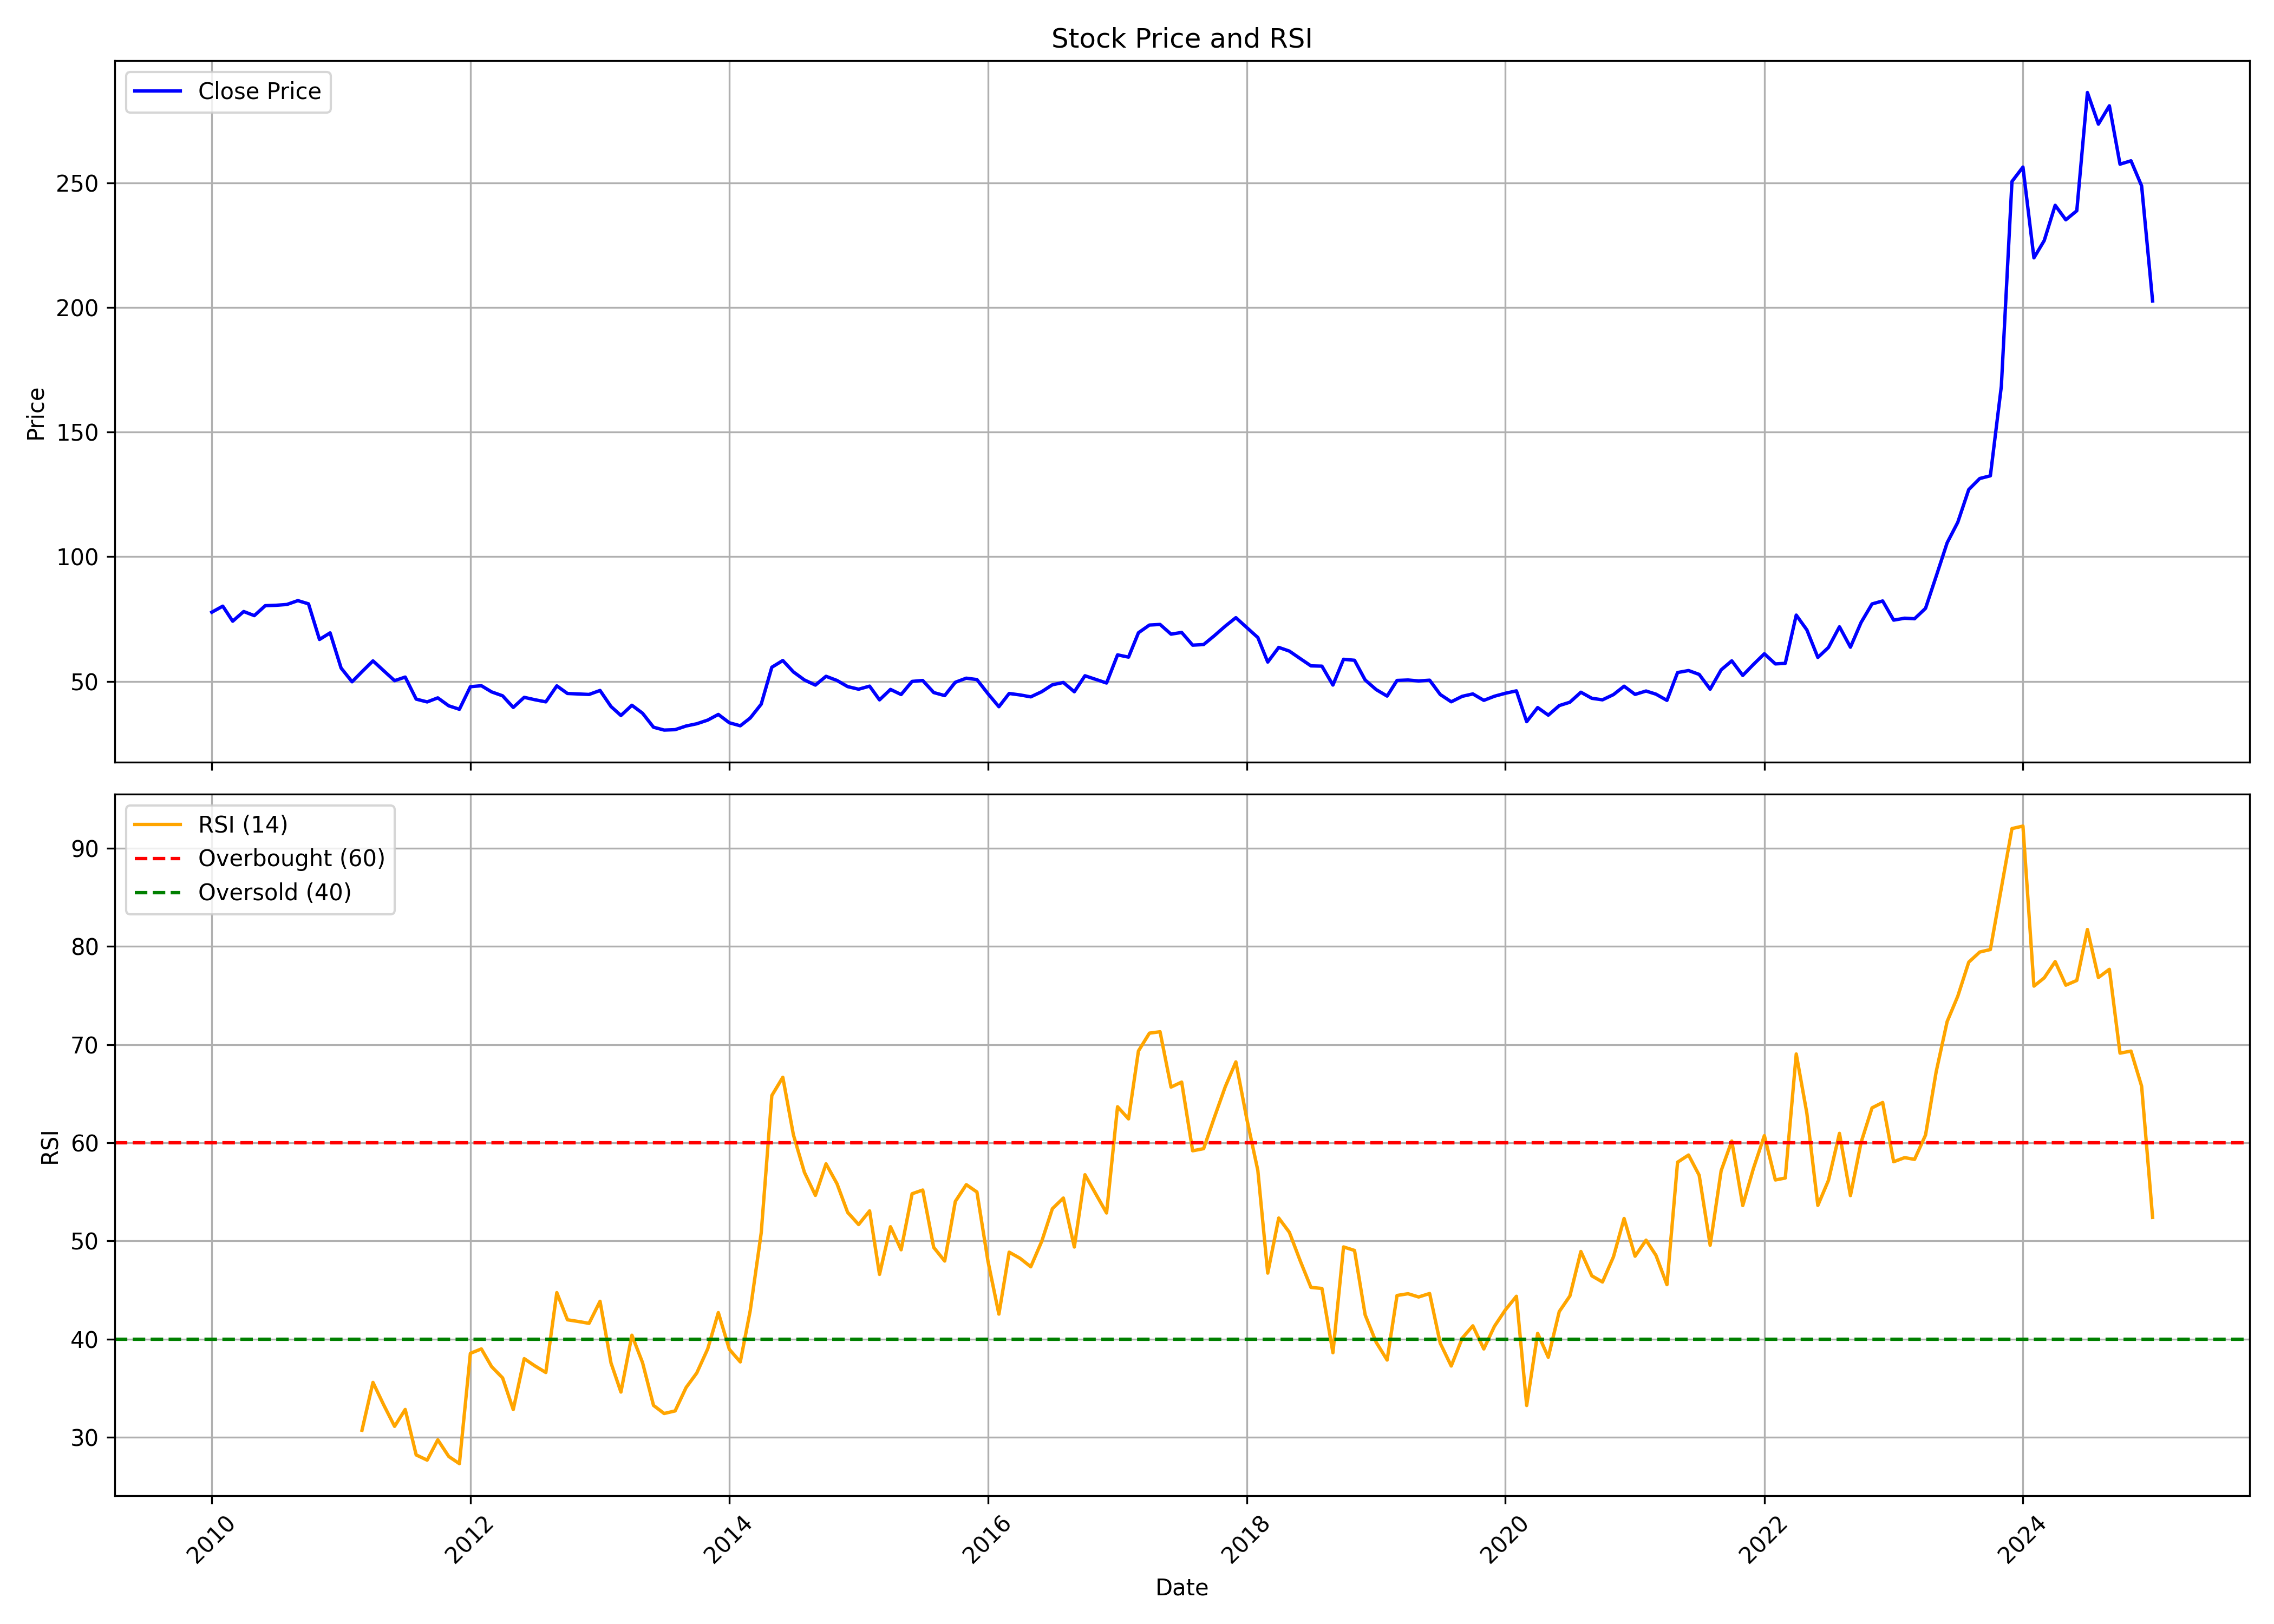 Stock Price and RSI
Close Price
250
200
150
100
50
Price
RSI (14)
Overbought (60)
Oversold (40)
90
80
70
60
50
40
30
RSI
2010
2012
2014
2016
2018
2020
2022
2024
Date